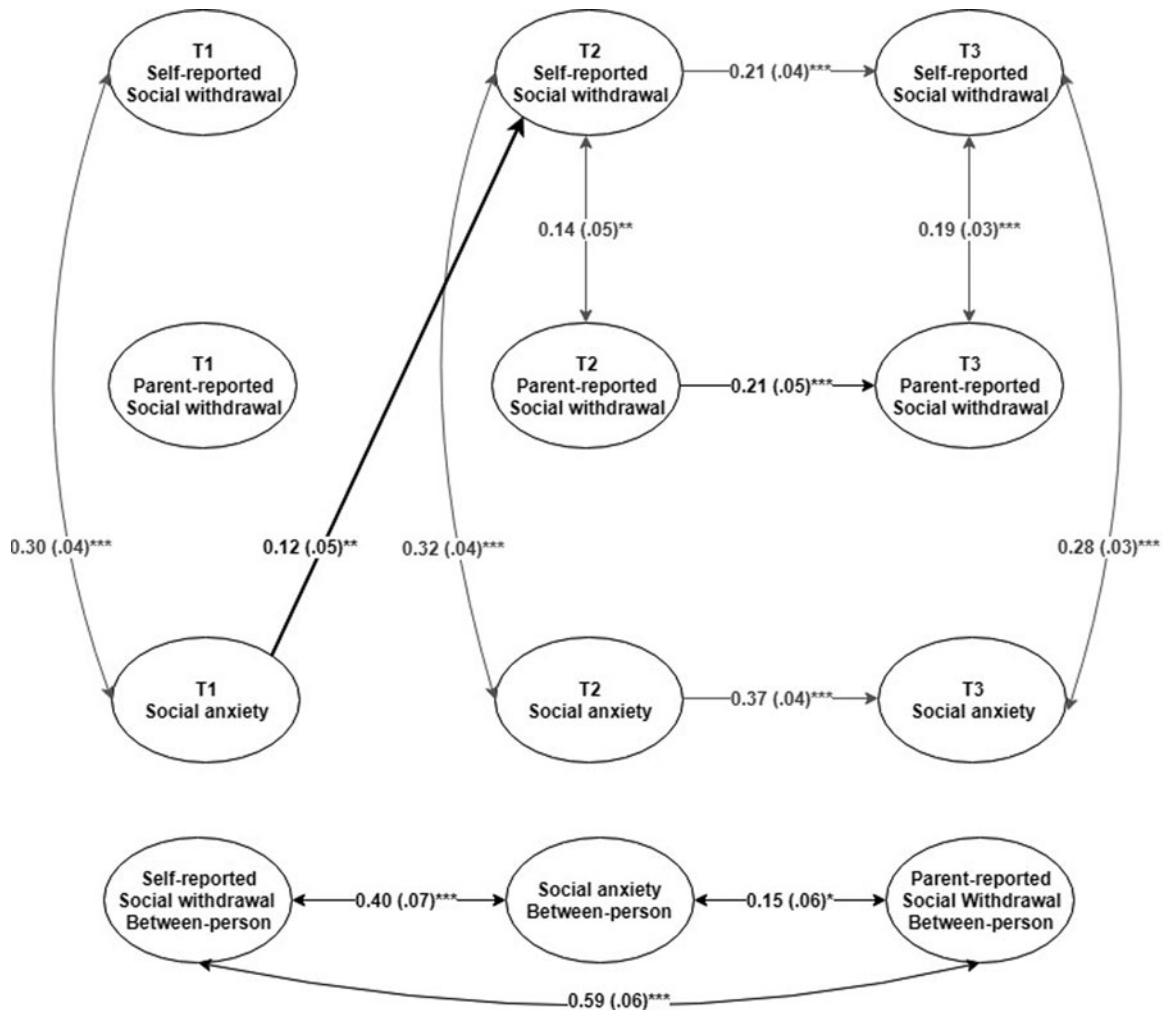 T1
Self-reported
Social withdrawal
T2
Self-reported
Social withdrawal
0.21 (.04)***
T3
Self-reported
Social withdrawal
0.14 (.05)**
0.19 (.03)***
T1
Parent-reported
Social withdrawal
T2
Parent-reported
Social withdrawal
0.21 (.05)***
T3
Parent-reported
Social withdrawal
0.30 (.04)***
0.12 (.05)**
0.32 (.04)***
0.28 (.03)***
T1
Social anxiety
T2
Social anxiety
0.37 (.04)***
T3
Social anxiety
Self-reported
Social withdrawal
Between-person
0.40 (.07)***
Social anxiety
Between-person
0.15 (.06)*
Parent-reported
Social Withdrawal
Between-person
0.59 (.06)***